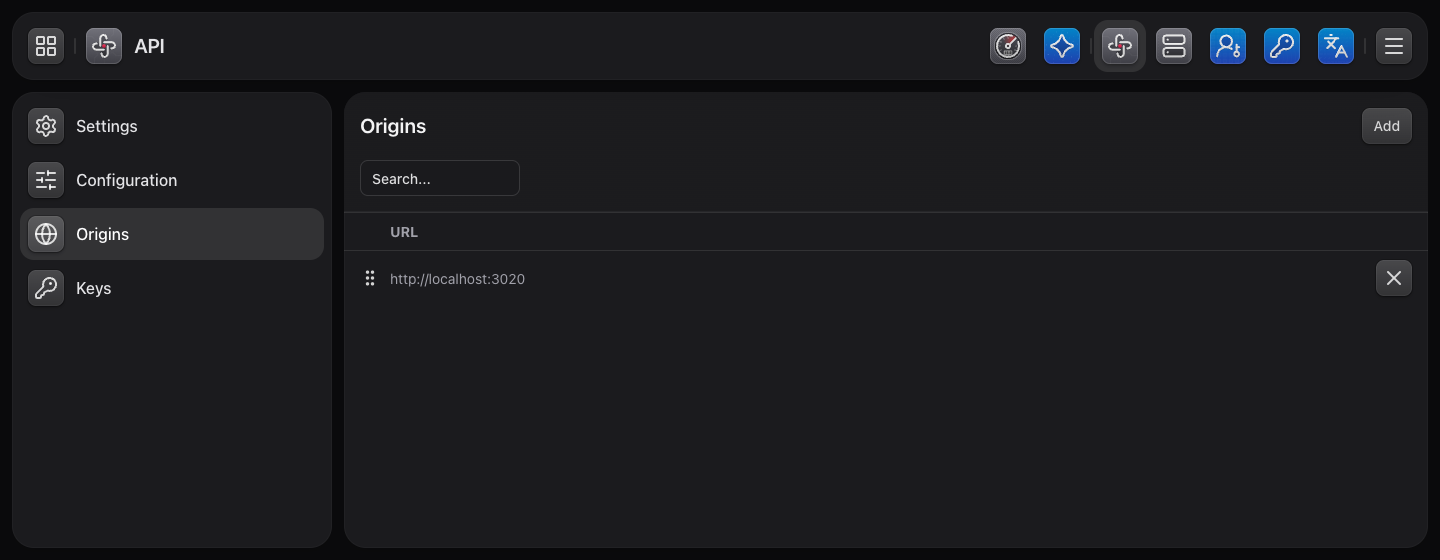 API
Settings
Configuration
Origins
Keys
Origins
Add
Search...
URL
http://localhost:3020